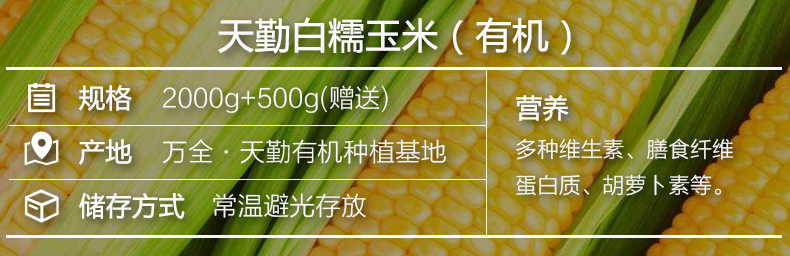 天勤白糯玉米（有机）
规格 2000g+500g(赠送)
产地 万全·天勤有机种植基地
储存方式 常温避光存放
营养
多种维生素、膳食纤维
蛋白质、胡萝卜素等。